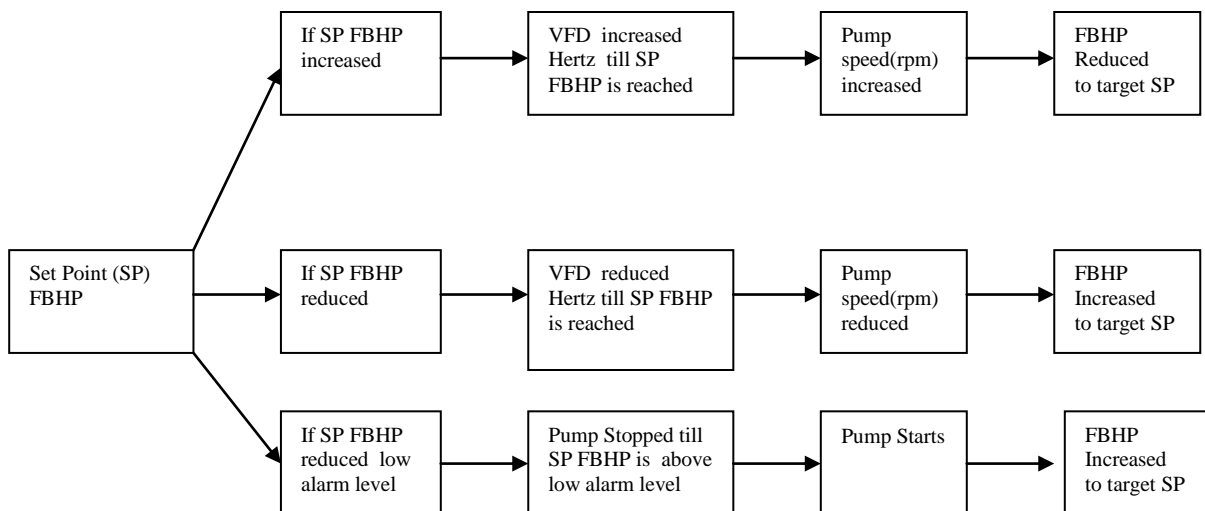 If SP FBHP
increased
VFD increased
Hertz till SP
FBHP is reached
Pump
speed(rpm)
increased
FBHP
Reduced
to target SP
Set Point (SP)
FBHP
If SP FBHP
reduced
VFD reduced
Hertz till SP FBHP
is reached
Pump
speed(rpm)
reduced
FBHP
Increased
to target SP
If SP FBHP
reduced low
alarm level
Pump Stopped till
SP FBHP is above
low alarm level
Pump Starts
FBHP
Increased
to target SP